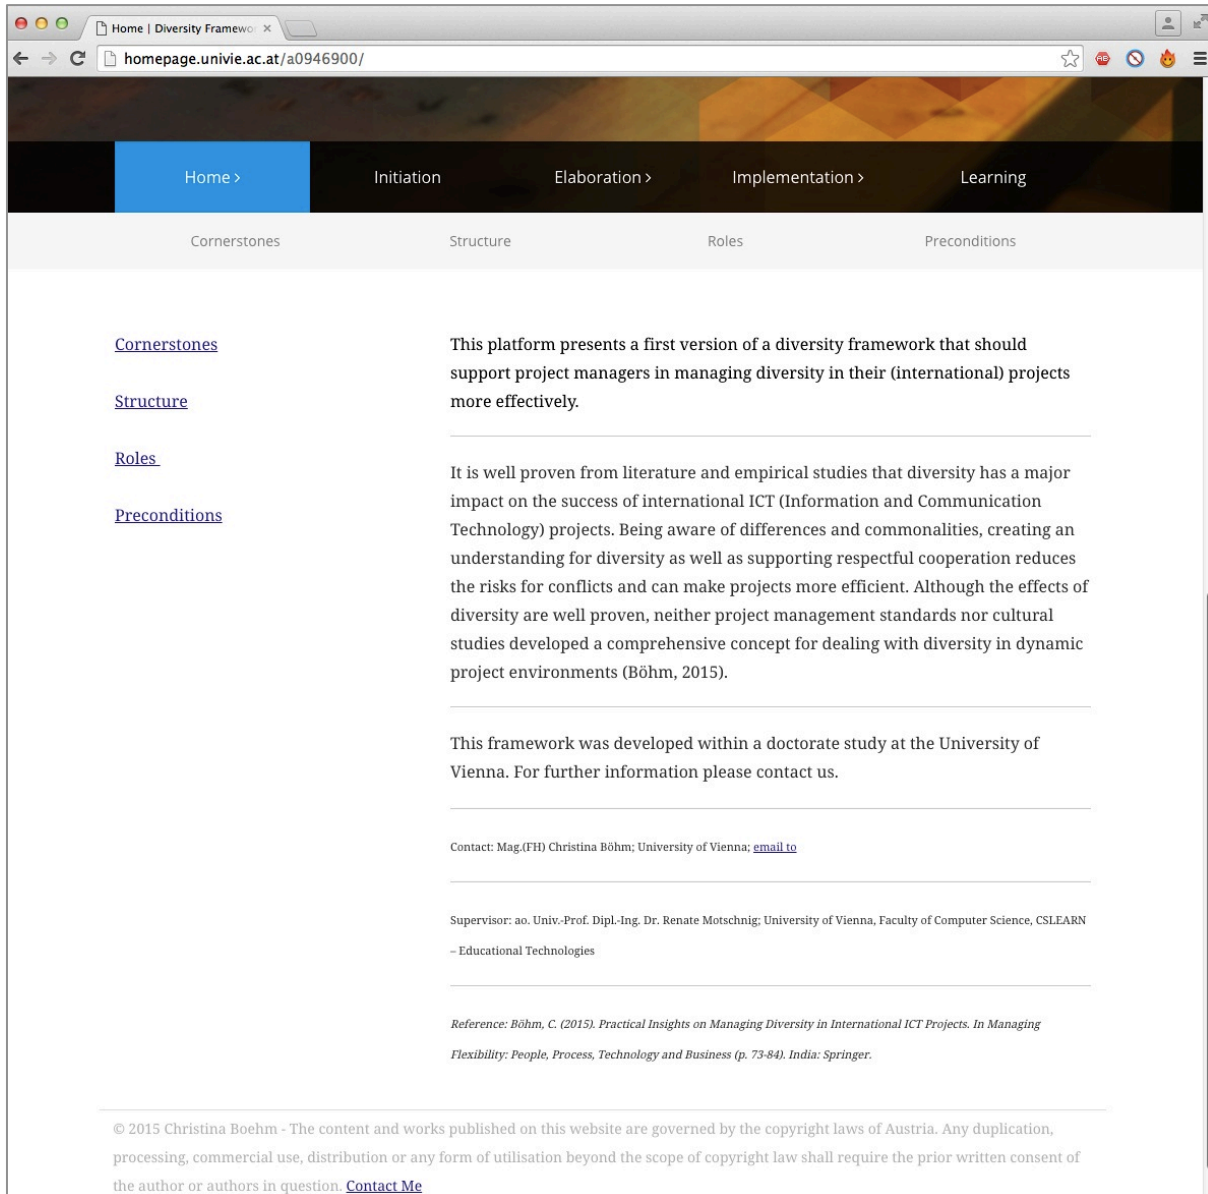 Home | Diversity Framewo
homepage.univie.ac.at/a0946900/
Home > Initiation Elaboration > Implementation > Learning
Cornerstones Structure Roles Preconditions
Cornerstones
Structure
Roles
Preconditions
This platform presents a first version of a diversity framework that should
support project managers in managing diversity in their (international) projects
more effectively.
It is well proven from literature and empirical studies that diversity has a major
impact on the success of international ICT (Information and Communication
Technology) projects. Being aware of differences and commonalities, creating an
understanding for diversity as well as supporting respectful cooperation reduces
the risks for conflicts and can make projects more efficient. Although the effects of
diversity are well proven, neither project management standards nor cultural
studies developed a comprehensive concept for dealing with diversity in dynamic
project environments (Böhm, 2015).
This framework was developed within a doctorate study at the University of
Vienna. For further information please contact us.
Contact: Mag.(FH) Christina Böhm; University of Vienna; email to
Supervisor: ao. Univ.-Prof. Dipl.-Ing. Dr. Renate Motschnig; University of Vienna, Faculty of Computer Science, CSLEARN
– Educational Technologies
Reference: Böhm, C. (2015). Practical Insights on Managing Diversity in International ICT Projects. In Managing
Flexibility: People, Process, Technology and Business (p. 73-84). India: Springer.
© 2015 Christina Boehm - The content and works published on this website are governed by the copyright laws of Austria. Any duplication,
processing, commercial use, distribution or any form of utilisation beyond the scope of copyright law shall require the prior written consent of
the author or authors in question. Contact Me